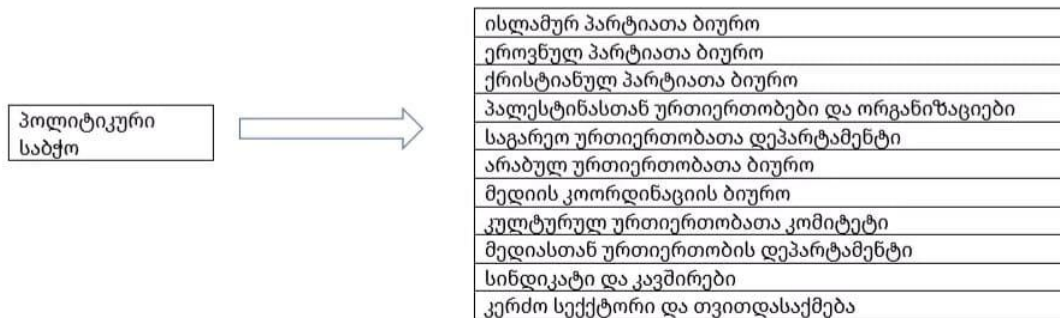 პოლიტიკური
საბჭო
ისლამურ პარტიათა ბიურო
ეროვნულ პარტიათა ბიურო
ქრისტიანულ პარტიათა ბიურო
პალესტინასთან ურთიერთობები და ორგანიზაციები
საგარეო ურთიერთობათა დეპარტამენტი
არაბულ ურთიერთობათა ბიურო
მედიის კოორდინაციის ბიურო
კულტურულ ურთიერთობათა კომიტეტი
მედიასთან ურთიერთობის დეპარტამენტი
სინდიკატი და კავშირები
კერძო სექქტორი და თვითდასაქმება